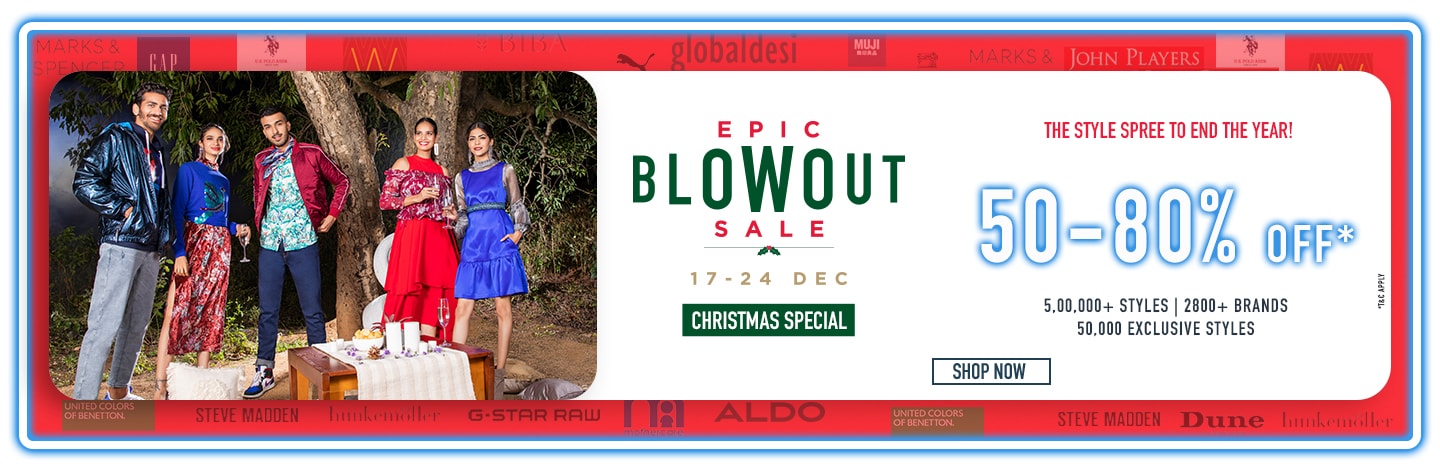 MARKS &
SPENCER
GAP
BIBA
globaldesi
MUJI
MARKS &
JOHN PLAYERS
EPIC
BLOWOUT
SALE
17-24 DEC
CHRISTMAS SPECIAL
THE STYLE SPREE TO END THE YEAR!
50-80% OFF*
5,00,000+ STYLES | 2800+ BRANDS
50,000 EXCLUSIVE STYLES
*T&C APPLY
SHOP NOW
UNITED COLORS
OF BENETTON.
STEVE MADDEN
hunkemöller
G-STAR RAW
mothercare
ALDO
UNITED COLORS
OF BENETTON.
STEVE MADDEN
Dune
hunkemöller